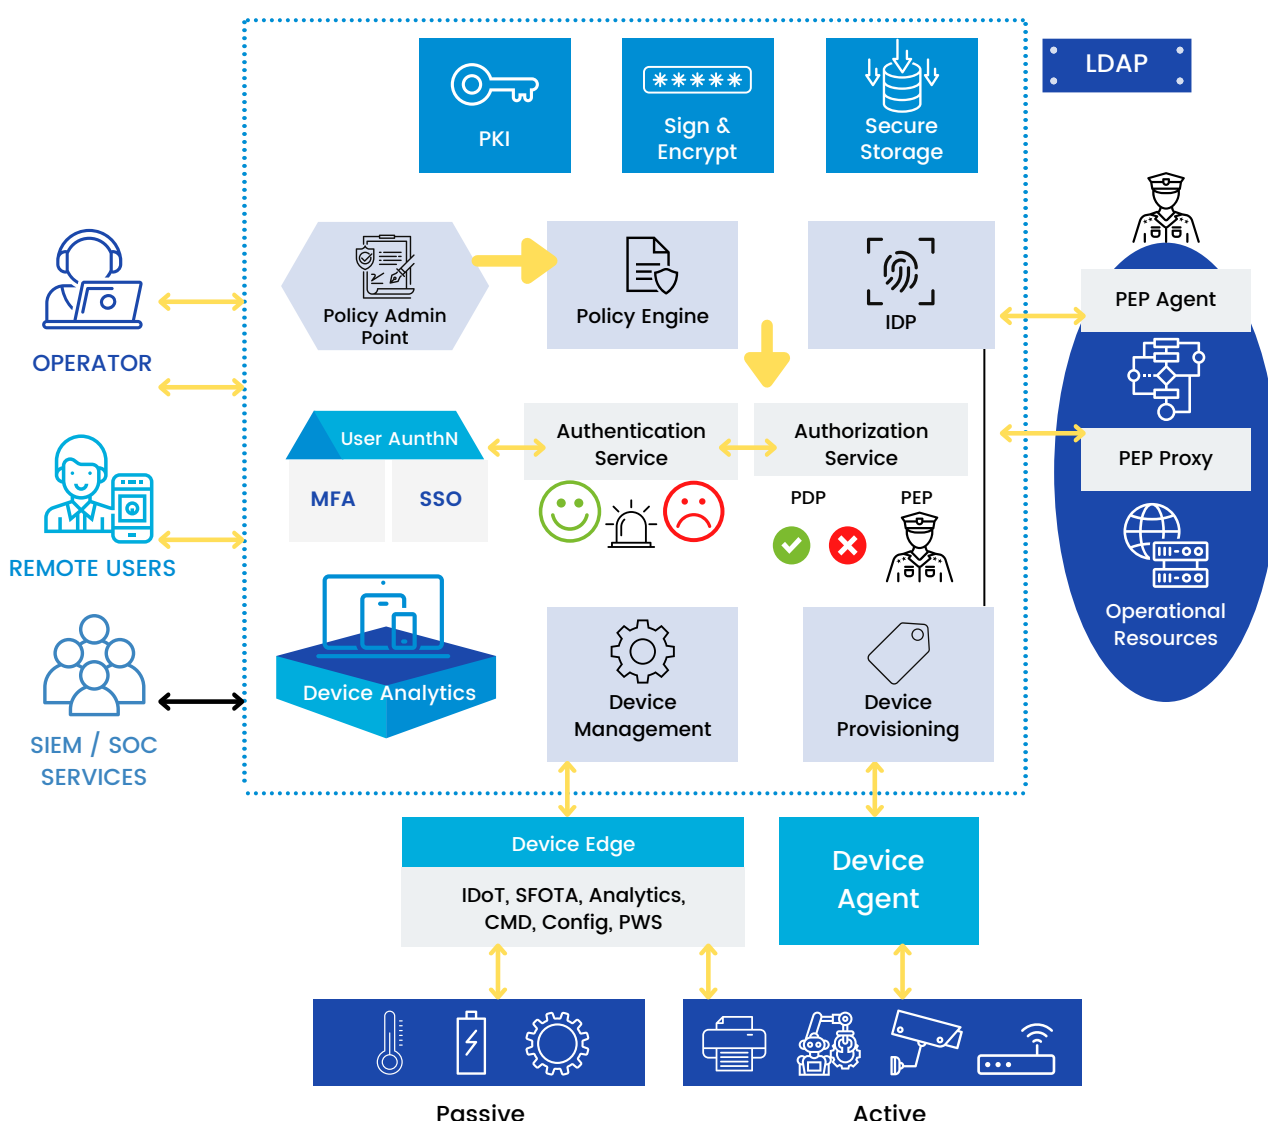 LDAP
PKI
*****
Sign &
Encrypt
Secure
Storage
Policy Admin
Point
Policy Engine
IDP
PEP Agent
OPERATOR
User AunthN
MFA
SSO
Authentication
Service
Authorization
Service
PDP
PEP
PEP Proxy
REMOTE USERS
Operational
Resources
Device Analytics
Device
Management
Device
Provisioning
SIEM / SOC
SERVICES
Device Edge
IDoT, SFOTA, Analytics,
CMD, Config, PWS
Device
Agent
Passive
Active